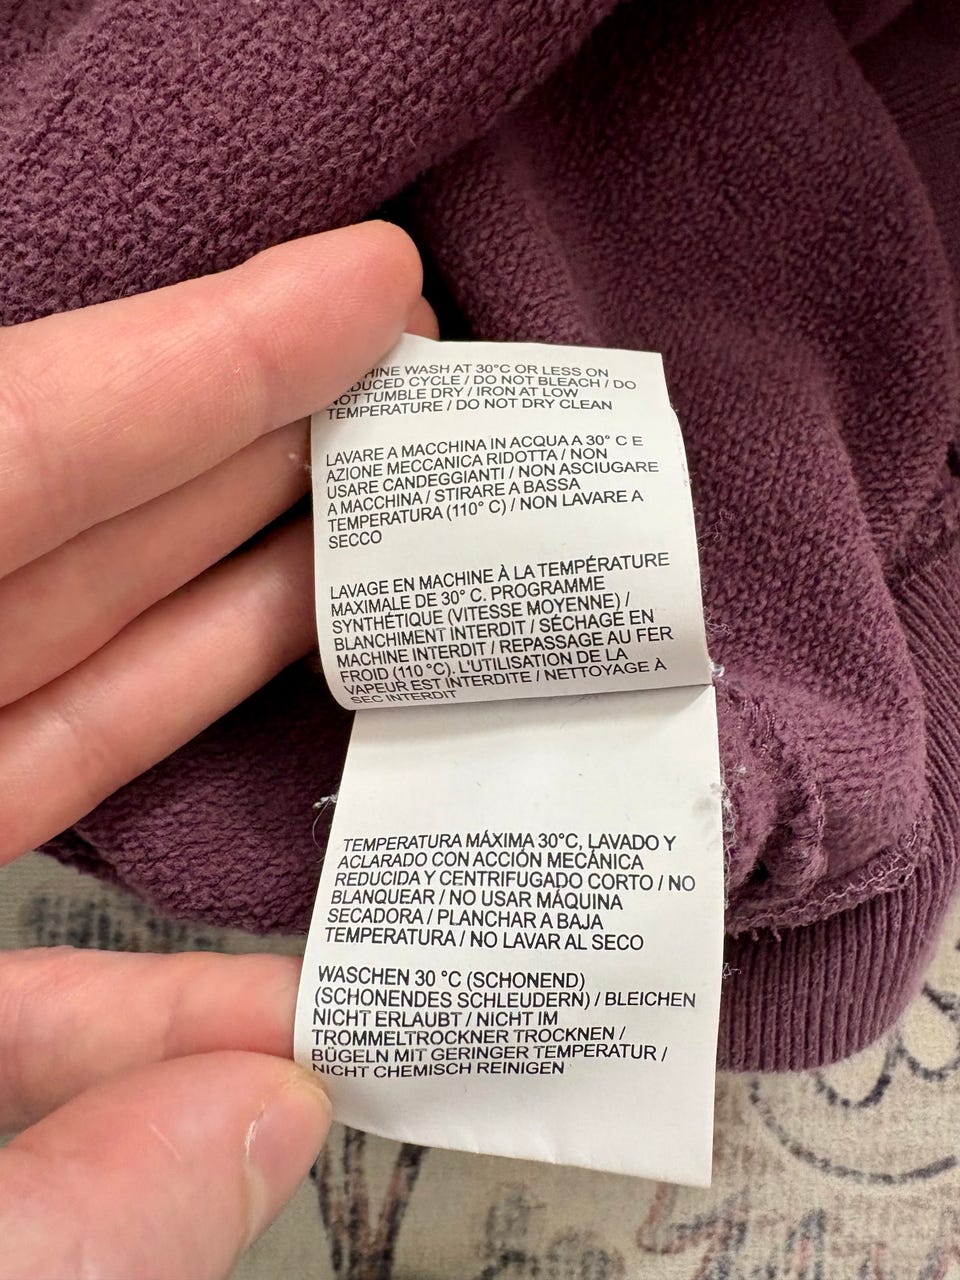 WASH AT 30°C OR LESS ON
CYCLE / DO NOT BLEACH / DO
NOT TUMBLE DRY / IRON AT LOW
TEMPERATURE / DO NOT DRY CLEAN
LAVARE A MACCHINA IN ACQUA A 30° C E
AZIONE MECCANICA RIDOTTA / NON
USARE CANDEGGIANTI / NON ASCIUGARE
A MACCHINA / STIRARE A BASSA
TEMPERATURA (110° C) / NON LAVARE A
SECCO
LAVAGE EN MACHINE À LA TEMPÉRATURE
MAXIMALE DE 30° C. PROGRAMME
SYNTHÉTIQUE (VITESSE MOYENNE) /
BLANCHIMENT INTERDIT / SÉCHAGE EN
MACHINE INTERDIT / REPASSAGE AU FER
FROID (110 °C). L'UTILISATION DE LA
VAPEUR EST INTERDITE / NETTOYAGE À
SEC INTERDIT
TEMPERATURA MÁXIMA 30°C, LAVADO Y
ACLARADO CON ACCIÓN MECÁNICA
REDUCIDA Y CENTRIFUGADO CORTO / NO
BLANQUEAR / NO USAR MÁQUINA
SECADORA / PLANCHAR A BAJA
TEMPERATURA / NO LAVAR AL SECO
WASCHEN 30 °C (SCHONEND)
(SCHONENDES SCHLEUDERN) / BLEICHEN
NICHT ERLAUBT / NICHT IM
TROMMELTROCKNER TROCKNEN /
BÜGELN MIT GERINGER TEMPERATUR /
NICHT CHEMISCH REINIGEN